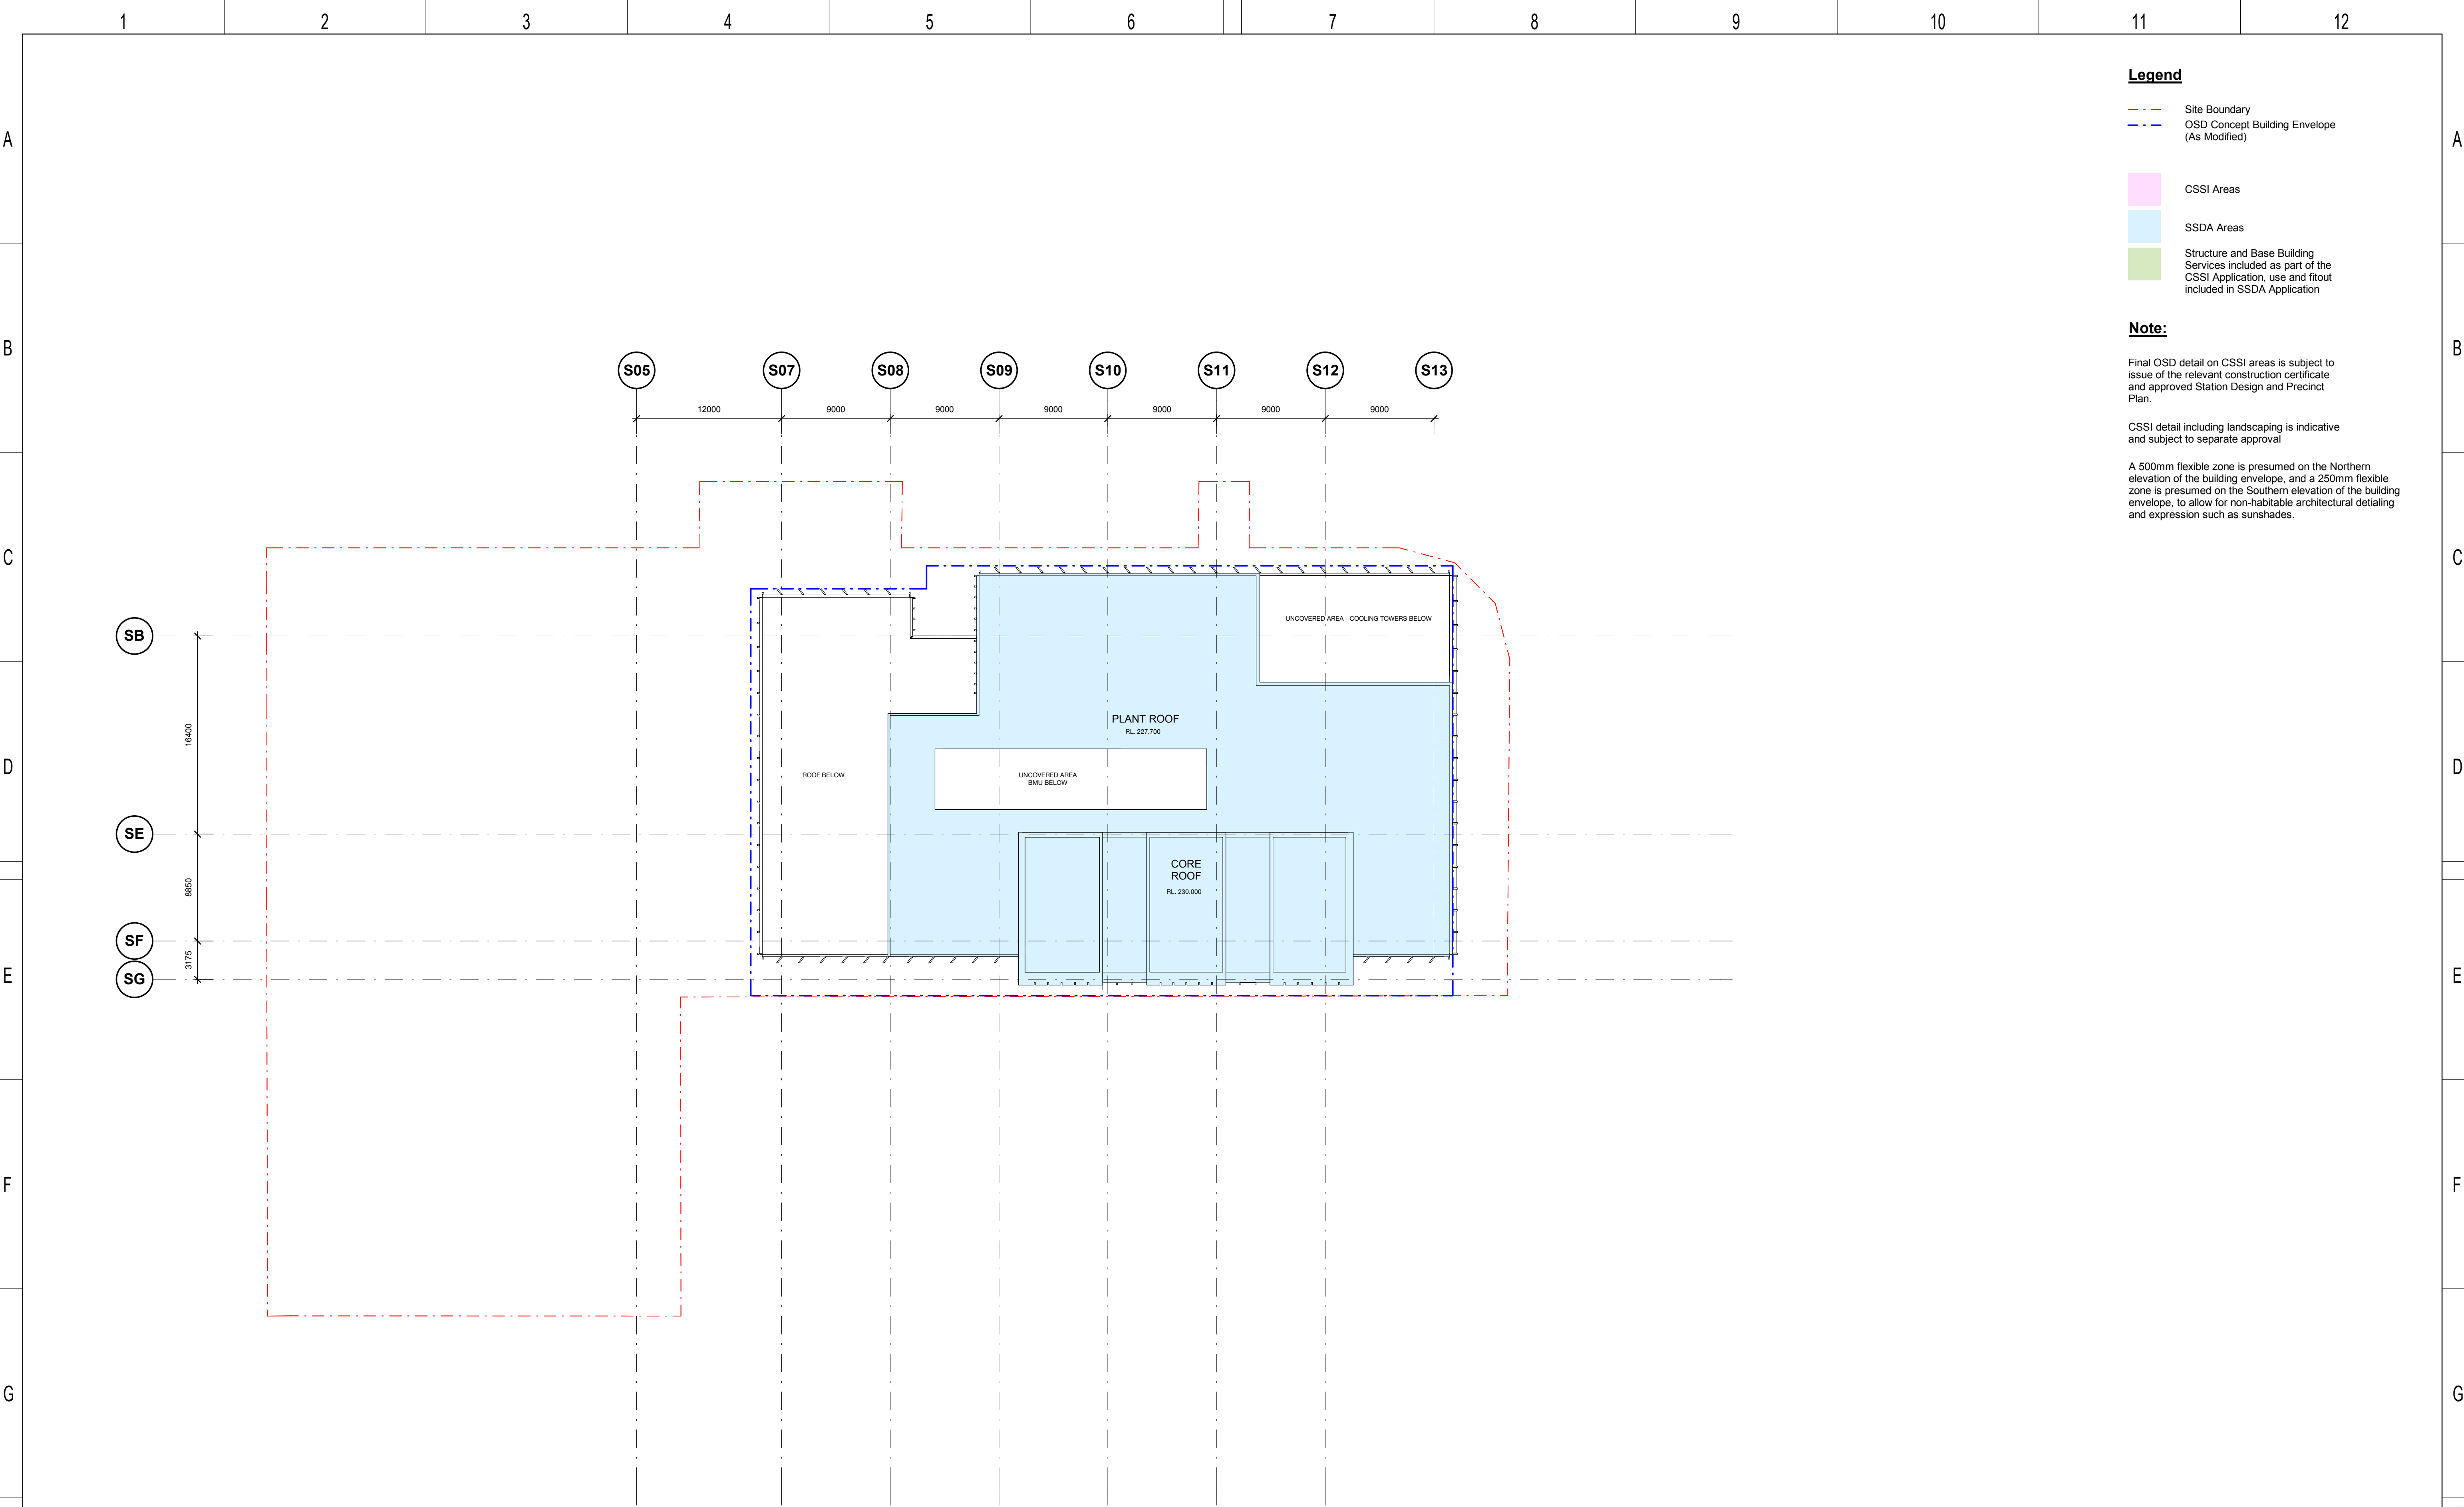 1 2 3 4 5 6 7 8 9 10 11 12
Legend
Site Boundary
OSD Concept Building Envelope
(As Modified)
CSSI Areas
SSDA Areas
Structure and Base Building
Services included as part of the
CSSI Application, use and fitout
included in SSDA Application
Note:
Final OSD detail on CSSI areas is subject to
issue of the relevant construction certificate
and approved Station Design and Precinct
Plan.
CSSI detail including landscaping is indicative
and subject to separate approval
A 500mm flexible zone is presumed on the Northern
elevation of the building envelope, and a 250mm flexible
zone is presumed on the Southern elevation of the building
envelope, to allow for non-habitable architectural detialing
and expression such as sunshades.
A A
B B
S05 S07 S08 S09 S10 S11 S12 S13
12000 9000 9000 9000 9000 9000 9000
C C
UNCOVERED AREA - COOLING TOWERS BELOW
SB
PLANT ROOF
RL. 227.700
16400
D D
ROOF BELOW
UNCOVERED AREA
BMU BELOW
SE
CORE
ROOF
RL. 230.000
8850
SF
3175
SG
E E
F F
G G